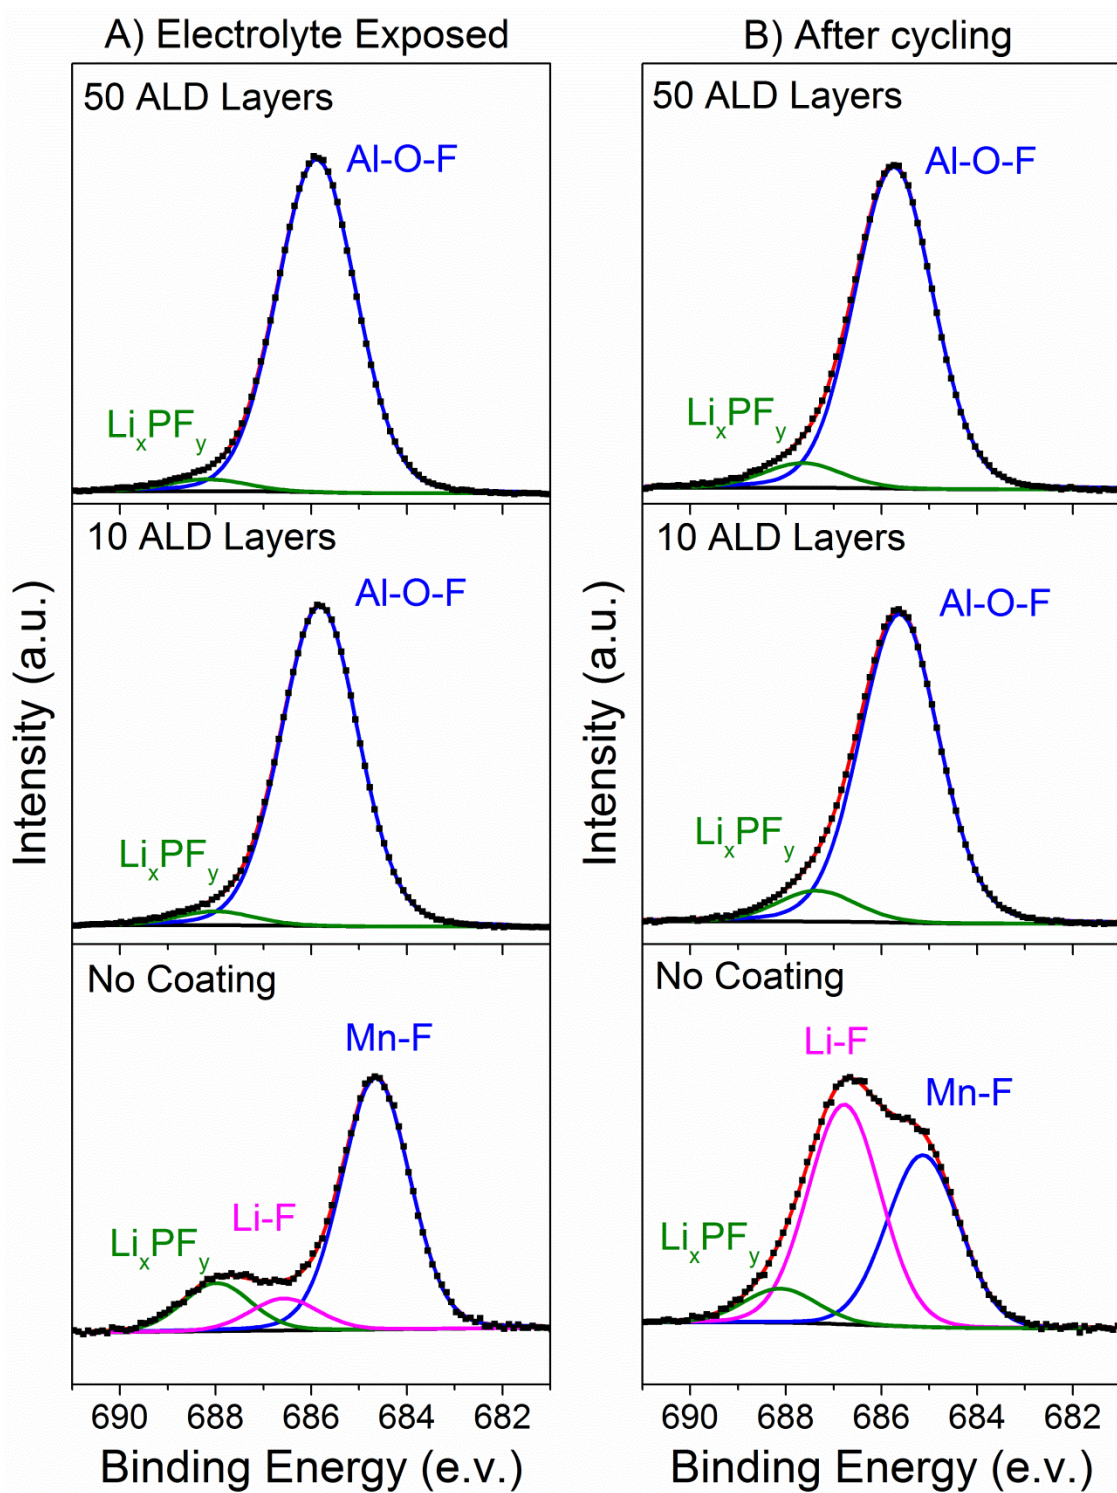 A) Electrolyte Exposed
50 ALD Layers
Al-O-F
LixPFy
10 ALD Layers
Al-O-F
LixPFy
No Coating
Mn-F
Li-F
LixPFy
Intensity (a.u.)
690 688 686 684 682
Binding Energy (e.v.)
B) After cycling
50 ALD Layers
Al-O-F
LixPFy
10 ALD Layers
Al-O-F
LixPFy
No Coating
Li-F
Mn-F
LixPFy
Intensity (a.u.)
690 688 686 684 682
Binding Energy (e.v.)